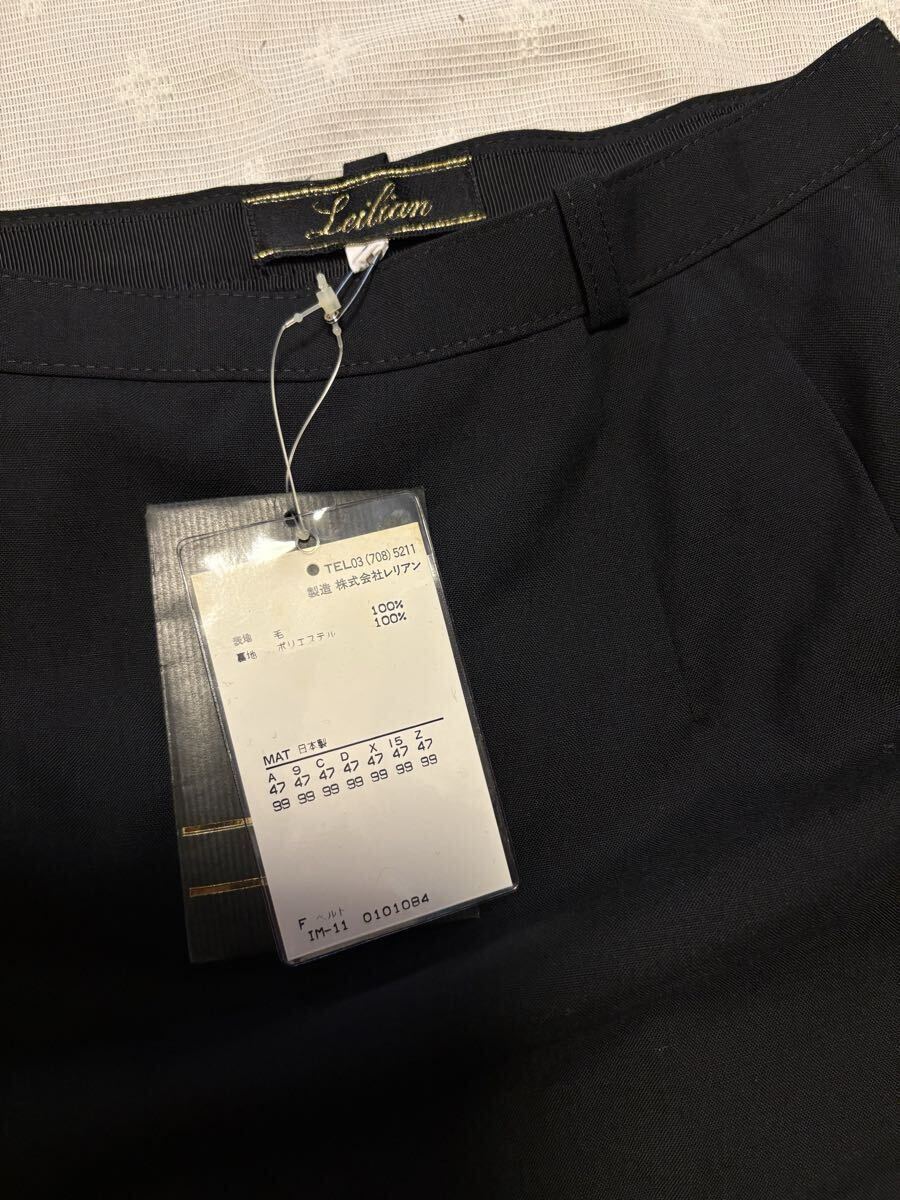 Leilian
TEL03(708)5211
製造 株式会社レリアン
表地 毛 100%
裏地 ポリエステル 100%
MAT 日本製
A 9 C D X 15 Z
47 47 47 47 47 47 47
99 99 99 99 99 99 99
F ベルト
IM-11 0101084